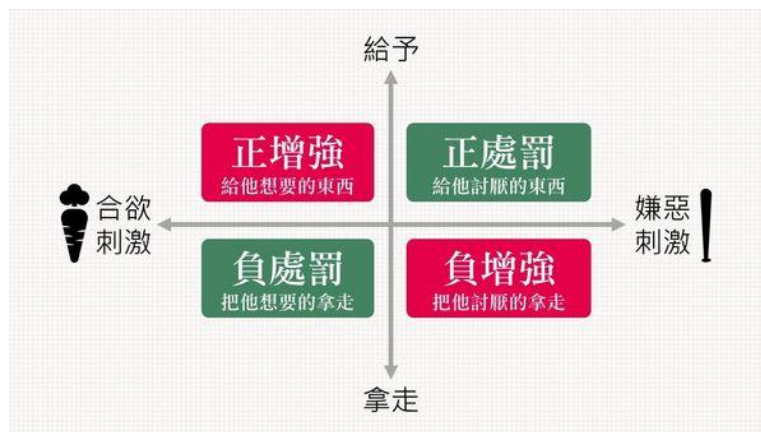 給予
正增強
給他想要的東西
正處罰
給他討厭的東西
合欲
刺激
嫌惡
刺激
負處罰
把他想要的拿走
負增強
把他討厭的拿走
拿走